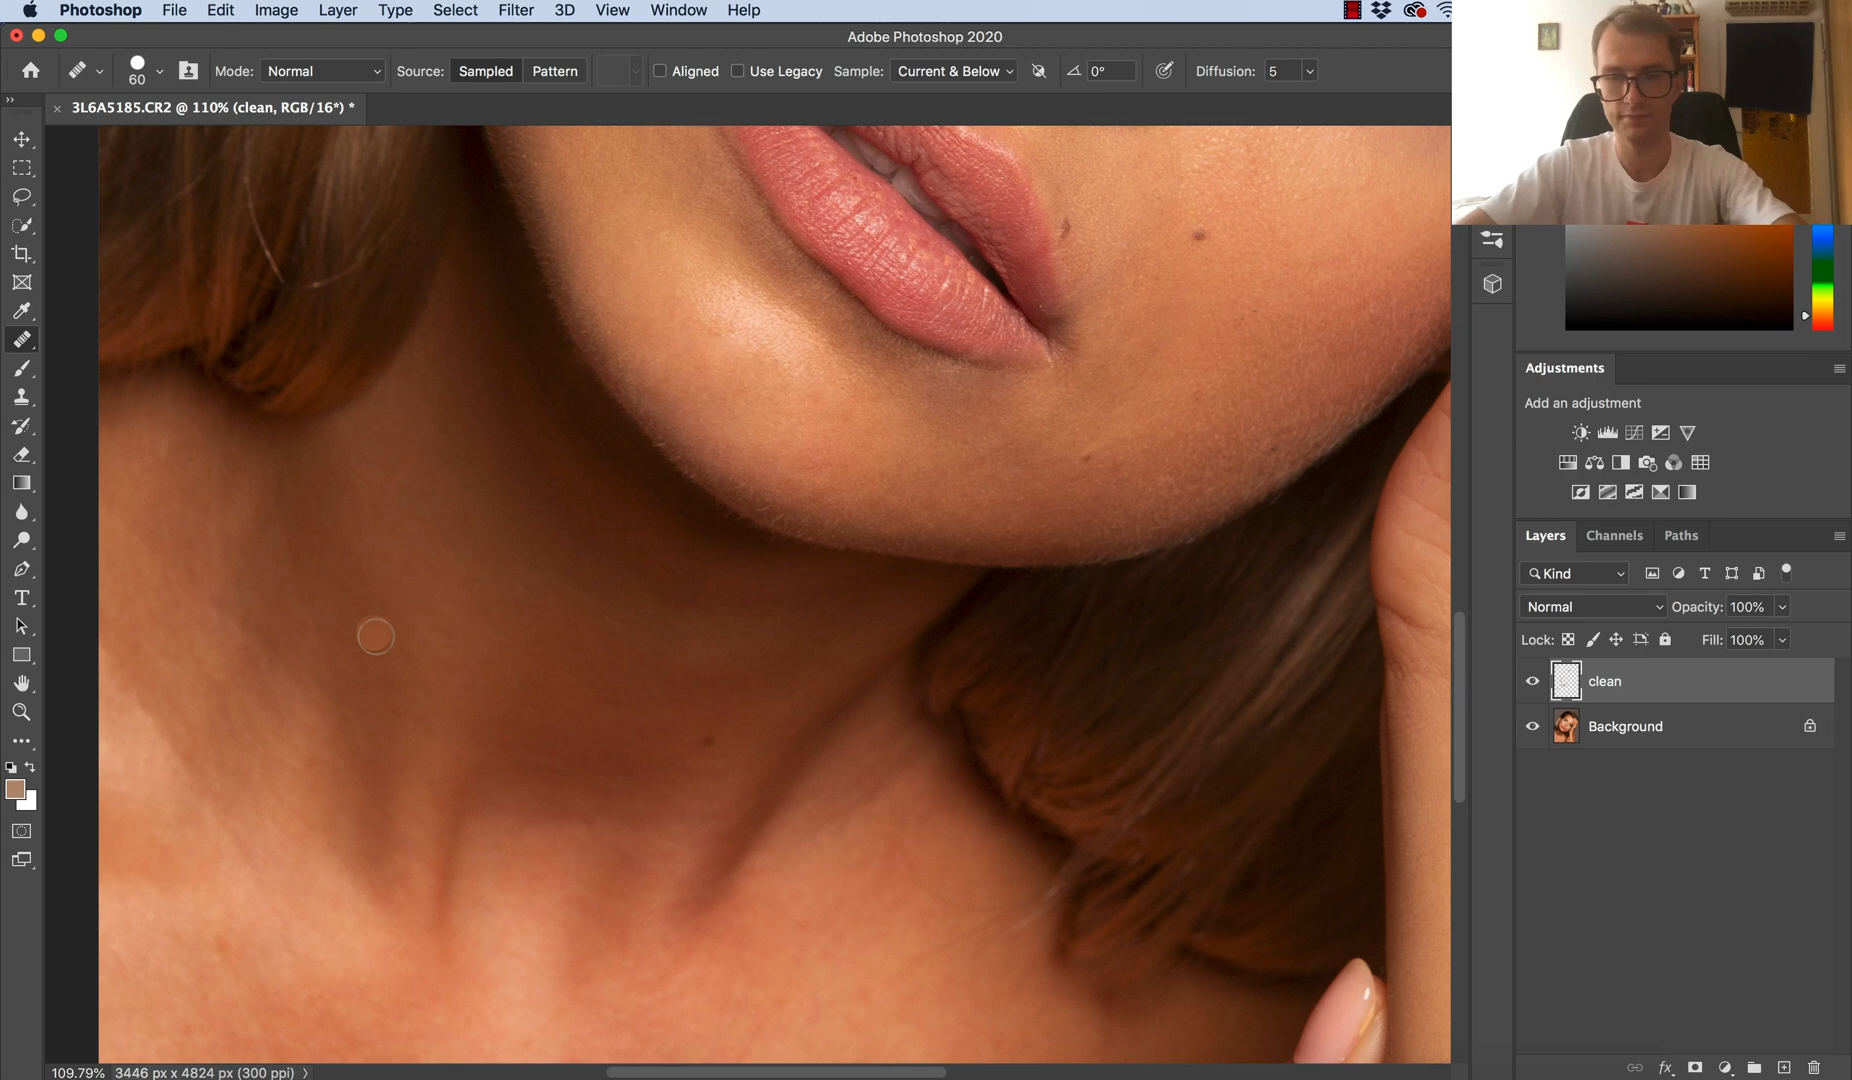 Photoshop File Edit Image Layer Type Select Filter 3D View Window Help
Adobe Photoshop 2020
60 Mode: Normal Source: Sampled Pattern Aligned Use Legacy Sample: Current & Below 0° Diffusion: 5
× 3L6A5185.CR2 @ 110% (clean, RGB/16*) *
Adjustments
Add an adjustment
Layers Channels Paths
Kind
Normal Opacity: 100%
Lock: Fill: 100%
clean
Background
109.79% 3446 px x 4824 px (300 ppi)